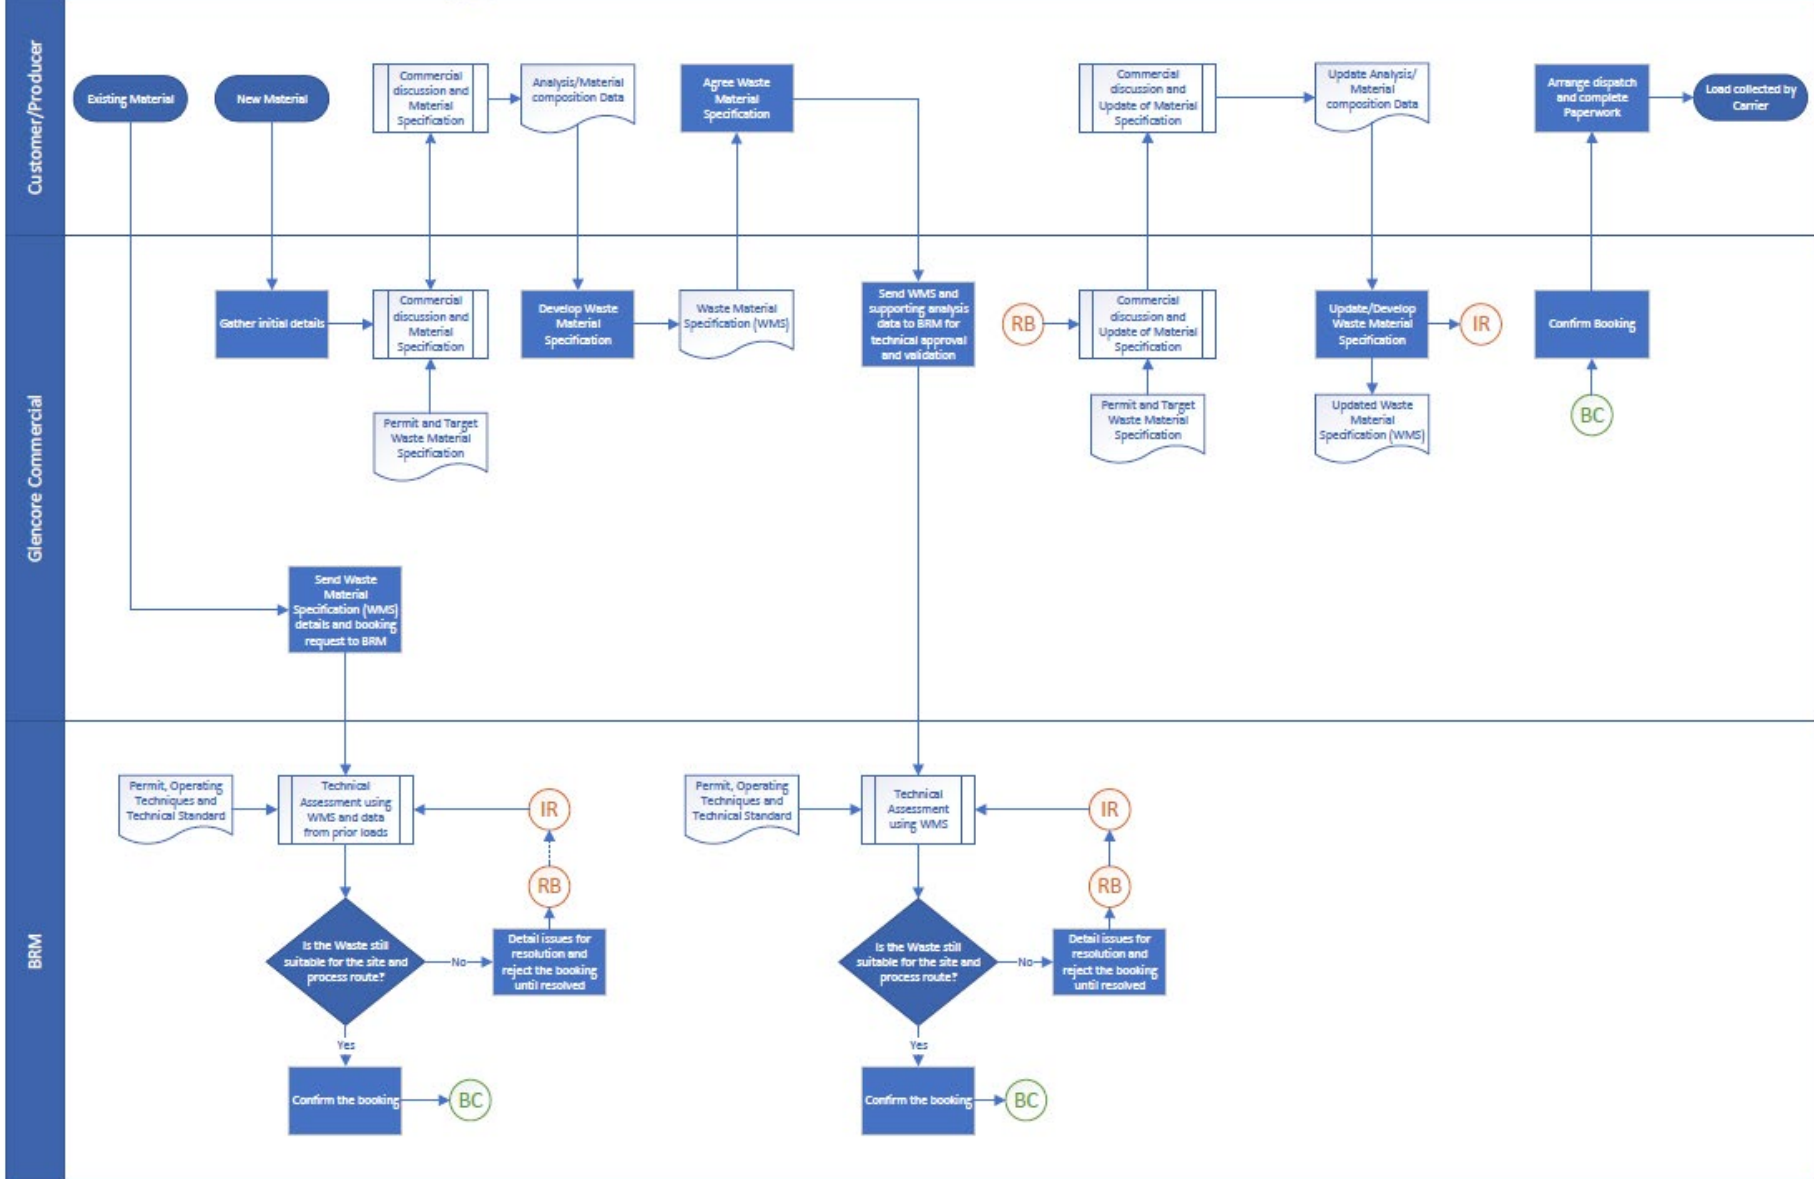 Customer/Producer
Existing Material
New Material
Commercial
discussion and
Material
Specification
Analysis/Material
composition Data
Agree Waste
Material
Specification
Commercial
discussion and
Update of Material
Specification
Update Analysis/
Material
composition Data
Arrange dispatch
and complete
Paperwork
Load collected by
Carrier
Glencore Commercial
Gather initial details
Commercial
discussion and
Material
Specification
Permit and Target
Waste Material
Specification
Develop Waste
Material
Specification
Waste Material
Specification (WMS)
Send WMS and
supporting analysis
data to BRM for
technical approval
and validation
RB
Commercial
discussion and
Update of Material
Specification
Permit and Target
Waste Material
Specification
Update/Develop
Waste Material
Specification
IR
Updated Waste
Material
Specification (WMS)
Confirm Booking
BC
Send Waste
Material
Specification (WMS)
details and booking
request to BRM
BRM
Permit, Operating
Techniques and
Technical Standard
Technical
Assessment using
WMS and data
from prior loads
IR
RB
Is the Waste still
suitable for the site and
process route?
No
Detail issues for
resolution and
reject the booking
until resolved
Yes
Confirm the booking
BC
Permit, Operating
Techniques and
Technical Standard
Technical
Assessment
using WMS
IR
RB
Is the Waste still
suitable for the site and
process route?
No
Detail issues for
resolution and
reject the booking
until resolved
Yes
Confirm the booking
BC